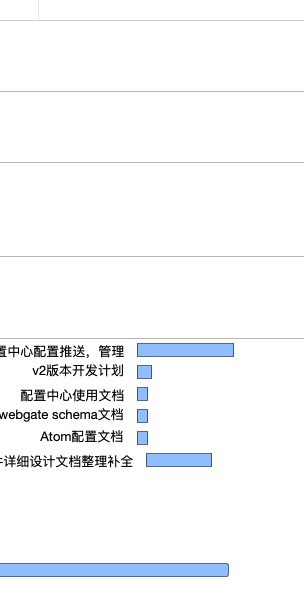 置中心配置推送，管理
v2版本开发计划
配置中心使用文档
webgate schema文档
Atom配置文档
详细设计文档整理补全